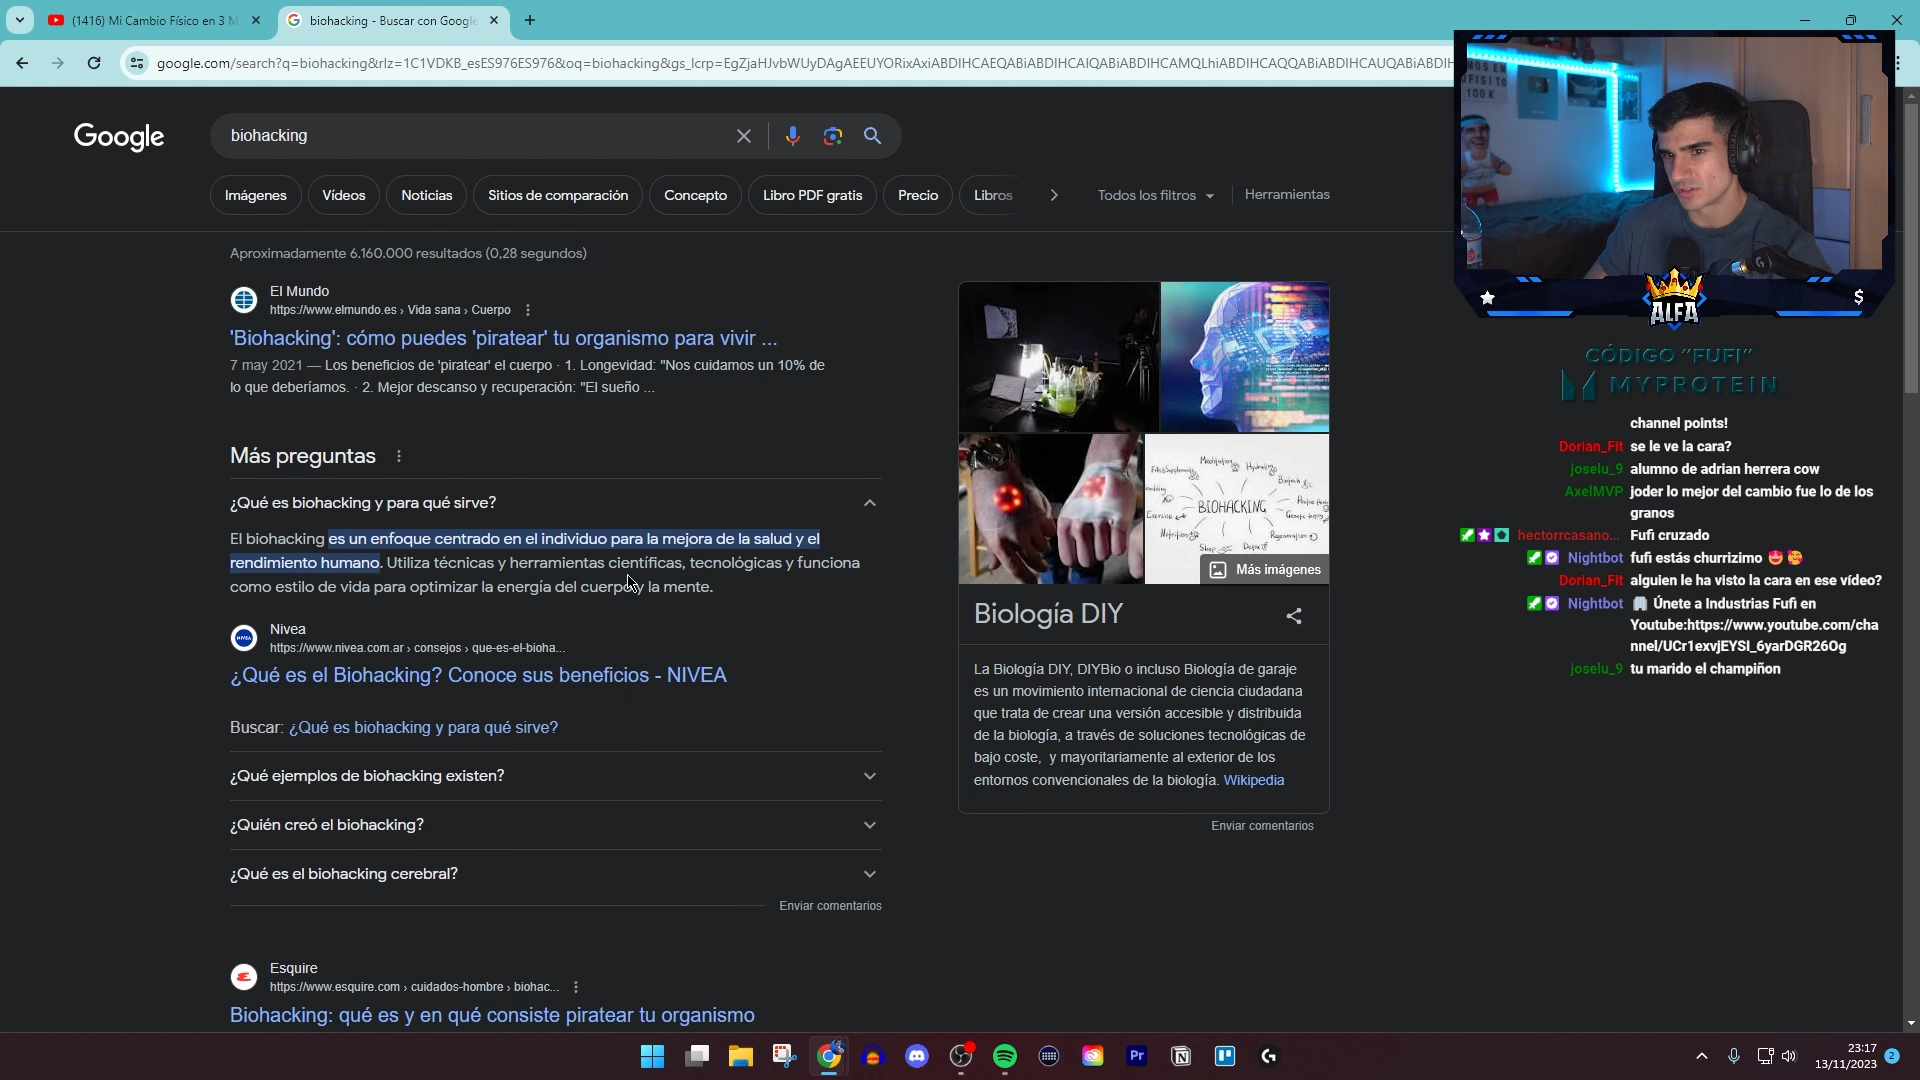 (1416) Mi Cambio Físico en 3 M
biohacking - Buscar con Google
google.com/search?q=biohacking&rlz=1C1VDKB_esES976ES976&oq=biohacking&gs_lcrp=EgZjaHJvbWUyDAgAEEUYORixAxiABDIHCAEQABiABDIHCAIQABiABDIHCAMQLhiABDIHCAQQABiABDIHCAUQABiABDIH
Google
biohacking
Imágenes
Vídeos
Noticias
Sitios de comparación
Concepto
Libro PDF gratis
Precio
Libros
Todos los filtros
Herramientas
Aproximadamente 6.160.000 resultados (0,28 segundos)
El Mundo
https://www.elmundo.es › Vida sana › Cuerpo
'Biohacking': cómo puedes 'piratear' tu organismo para vivir ...
7 may 2021 — Los beneficios de 'piratear' el cuerpo · 1. Longevidad: "Nos cuidamos un 10% de
lo que deberíamos. · 2. Mejor descanso y recuperación: "El sueño ...
Más preguntas
¿Qué es biohacking y para qué sirve?
El biohacking es un enfoque centrado en el individuo para la mejora de la salud y el
rendimiento humano. Utiliza técnicas y herramientas científicas, tecnológicas y funciona
como estilo de vida para optimizar la energía del cuerpo y la mente.
NIVEA
Nivea
https://www.nivea.com.ar › consejos › que-es-el-bioha...
¿Qué es el Biohacking? Conoce sus beneficios - NIVEA
Buscar: ¿Qué es biohacking y para qué sirve?
¿Qué ejemplos de biohacking existen?
¿Quién creó el biohacking?
¿Qué es el biohacking cerebral?
Enviar comentarios
Esquire
https://www.esquire.com › cuidados-hombre › biohac...
Biohacking: qué es y en qué consiste piratear tu organismo
Meditation
Hydrating
BIOHACKING
Genetic testing
Exercise
Nutrition
Sleep
Detox
Más imágenes
Biología DIY
La Biología DIY, DIYBio o incluso Biología de garaje
es un movimiento internacional de ciencia ciudadana
que trata de crear una versión accesible y distribuida
de la biología, a través de soluciones tecnológicas de
bajo coste, y mayoritariamente al exterior de los
entornos convencionales de la biología. Wikipedia
Enviar comentarios
100 K
ALFA
$
CÓDIGO "FUFI"
MYPROTEIN
channel points!
Dorian_Fit se le ve la cara?
joselu_9 alumno de adrian herrera cow
AxelMVP joder lo mejor del cambio fue lo de los
granos
hectorrcasano... Fufi cruzado
Nightbot fufi estás churrizimo 😍 🥰
Dorian_Fit alguien le ha visto la cara en ese vídeo?
Nightbot 🏢 Únete a Industrias Fufi en
Youtube:https://www.youtube.com/cha
nnel/UCr1exvjEYSI_6yarDGR26Og
joselu_9 tu marido el champiñon
Pr
23:17
13/11/2023
2